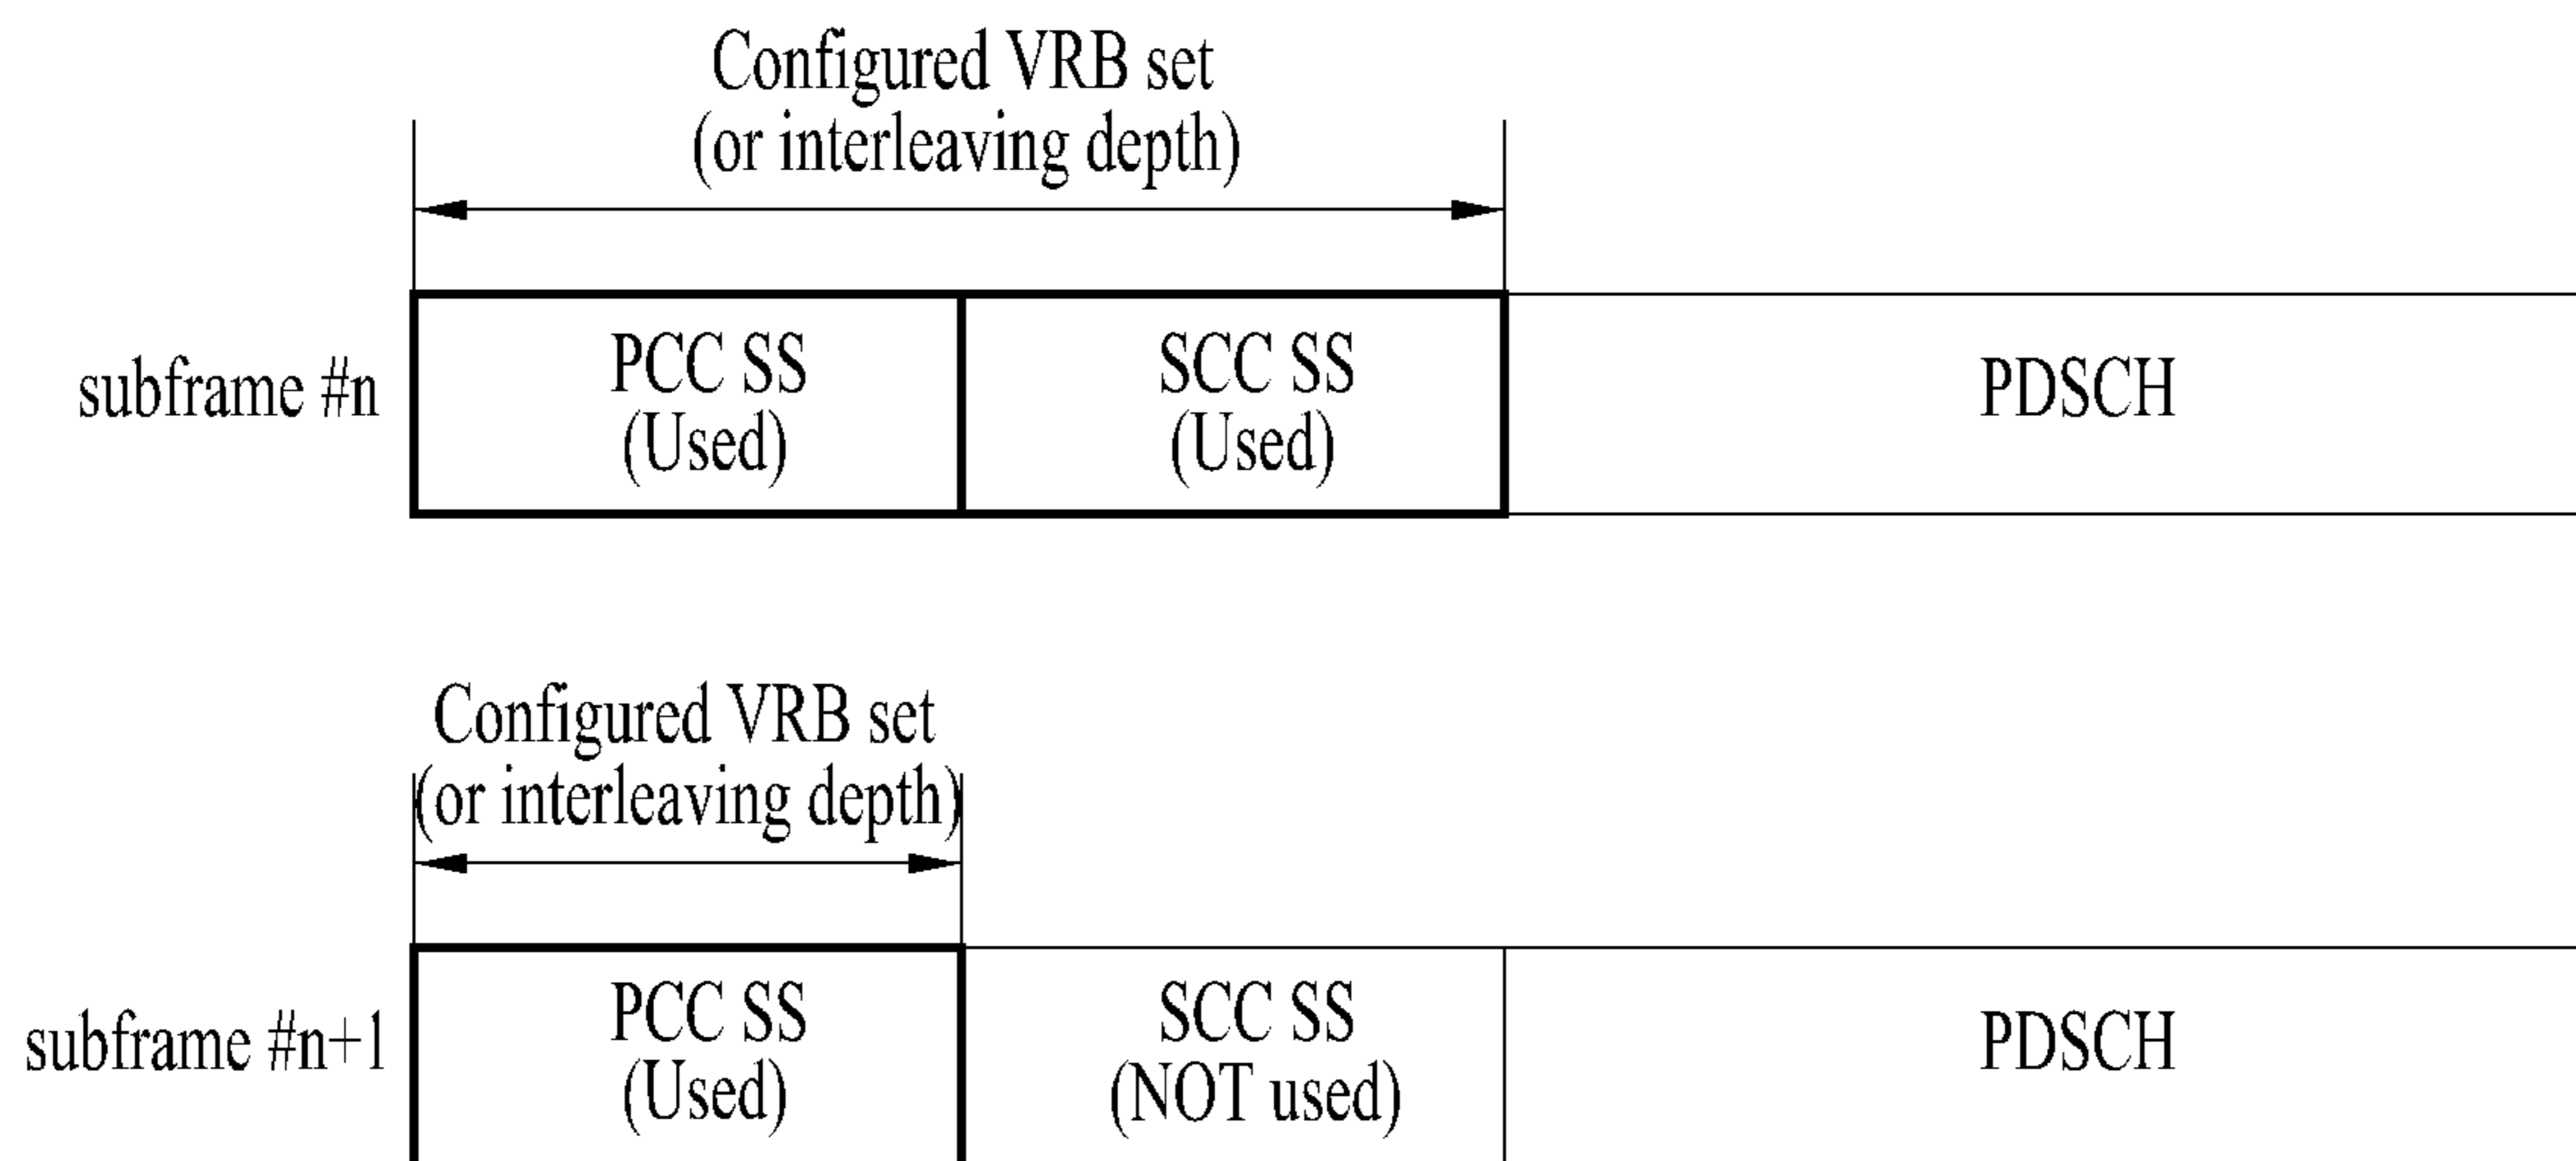 Configured VRB set
(or interleaving depth)
subframe #n
PCC SS
(Used)
SCC SS
(Used)
PDSCH
Configured VRB set
(or interleaving depth)
subframe #n+1
PCC SS
(Used)
SCC SS
(NOT used)
PDSCH